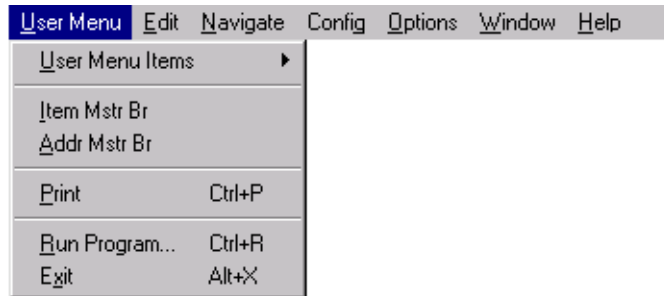 User Menu Edit Navigate Config Options Window Help
User Menu Items
Item Mstr Br
Addr Mstr Br
Print Ctrl+P
Run Program... Ctrl+R
Exit Alt+X